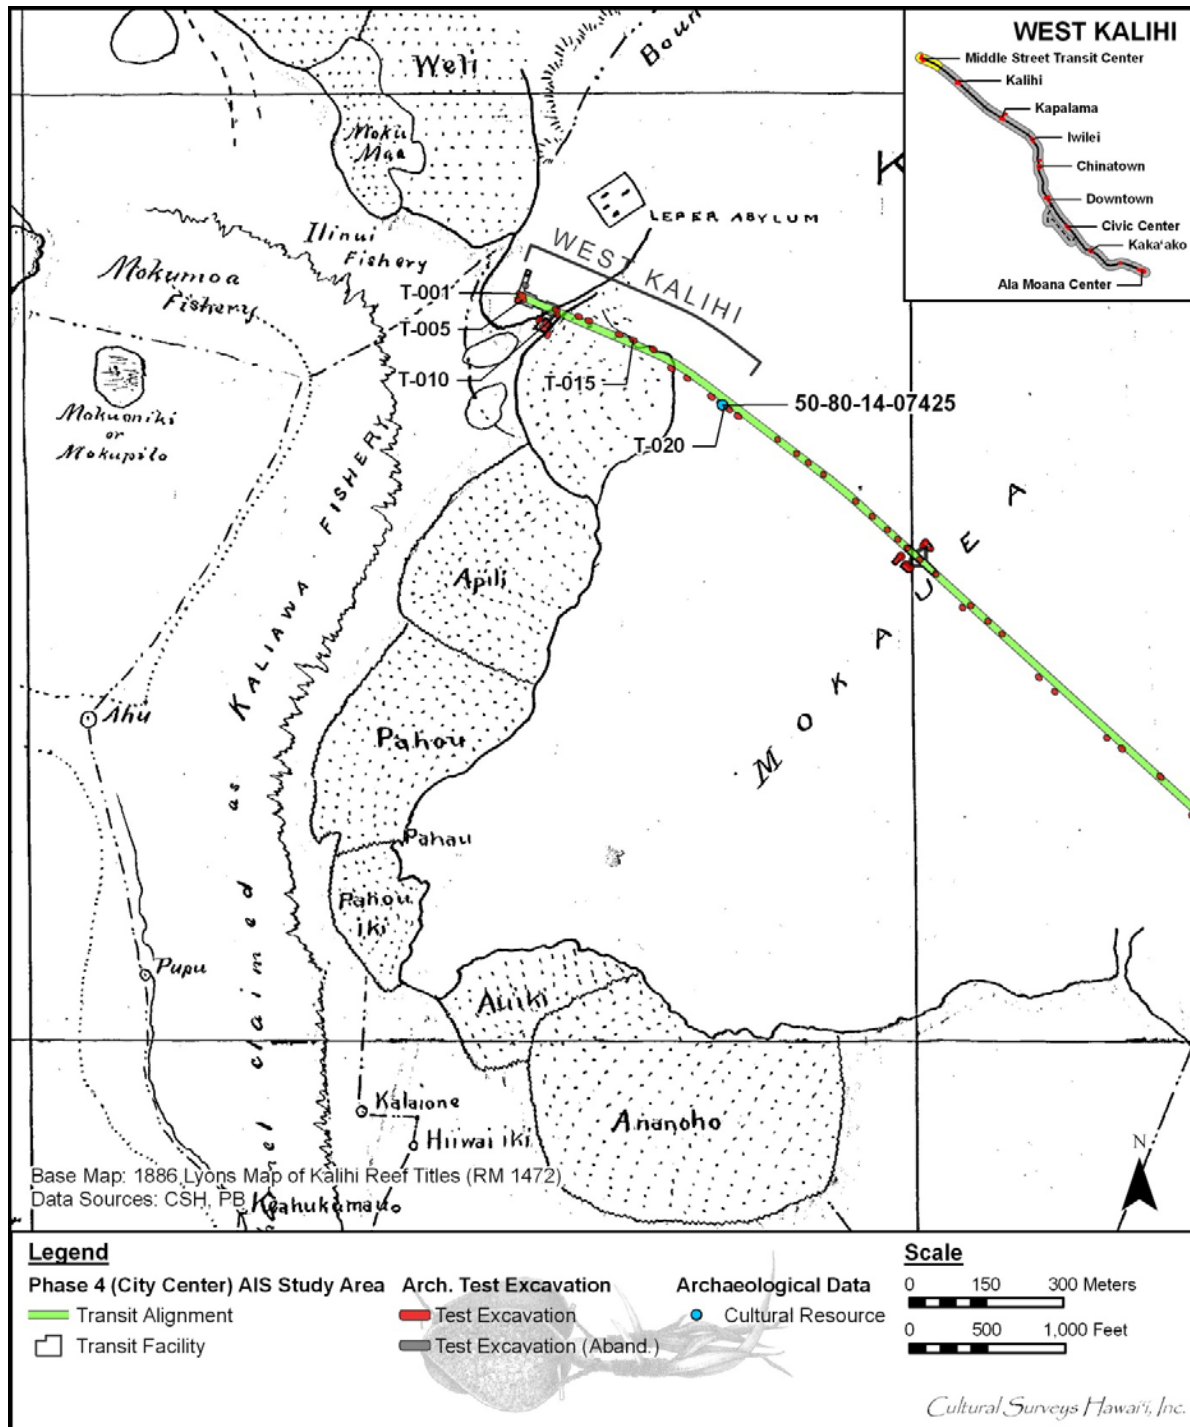 WEST KALIHI
Middle Street Transit Center
Kalihi
Kapalama
Iwilei
Chinatown
Downtown
Civic Center
Kaka'ako
Ala Moana Center
Weli
Moku
Maa
Boun
K
LEPER ASYLUM
Ilinui
Fishery
WEST KALIHI
Mokumoa
Fishery
T-001
T-005
T-010
T-015
T-020
50-80-14-07425
Mokuoniki
or
Mokupilo
Reel claimed as KALIAWA FISHERY
MOKAUEA
Apili
Ahu
Pahou
Pahau
Pahou
iki
Pupu
Auiki
Ananoho
Kalaione
Hiiwai iki
Keahukumau
N
Base Map: 1886 Lyons Map of Kalihi Reef Titles (RM 1472)
Data Sources: CSH, PB
Legend
Phase 4 (City Center) AIS Study Area
Transit Alignment
Transit Facility
Arch. Test Excavation
Test Excavation
Test Excavation (Aband.)
Archaeological Data
Cultural Resource
Scale
0 150 300 Meters
0 500 1,000 Feet
Cultural Surveys Hawai'i, Inc.